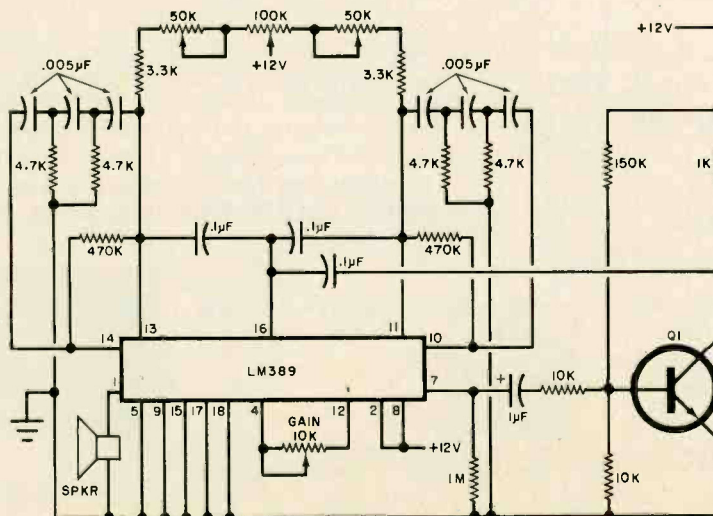 50K
100K
50K
+12V
.005µF
3.3K
+12V
3.3K
.005µF
4.7K
4.7K
4.7K
4.7K
150K
1K
.1µF
.1µF
470K
.1µF
470K
14
13
16
11
10
Q1
LM389
1
7
+
5
9
15
17
18
4
12
2
8
GAIN
10K
10K
1µF
+12V
SPKR
1M
10K